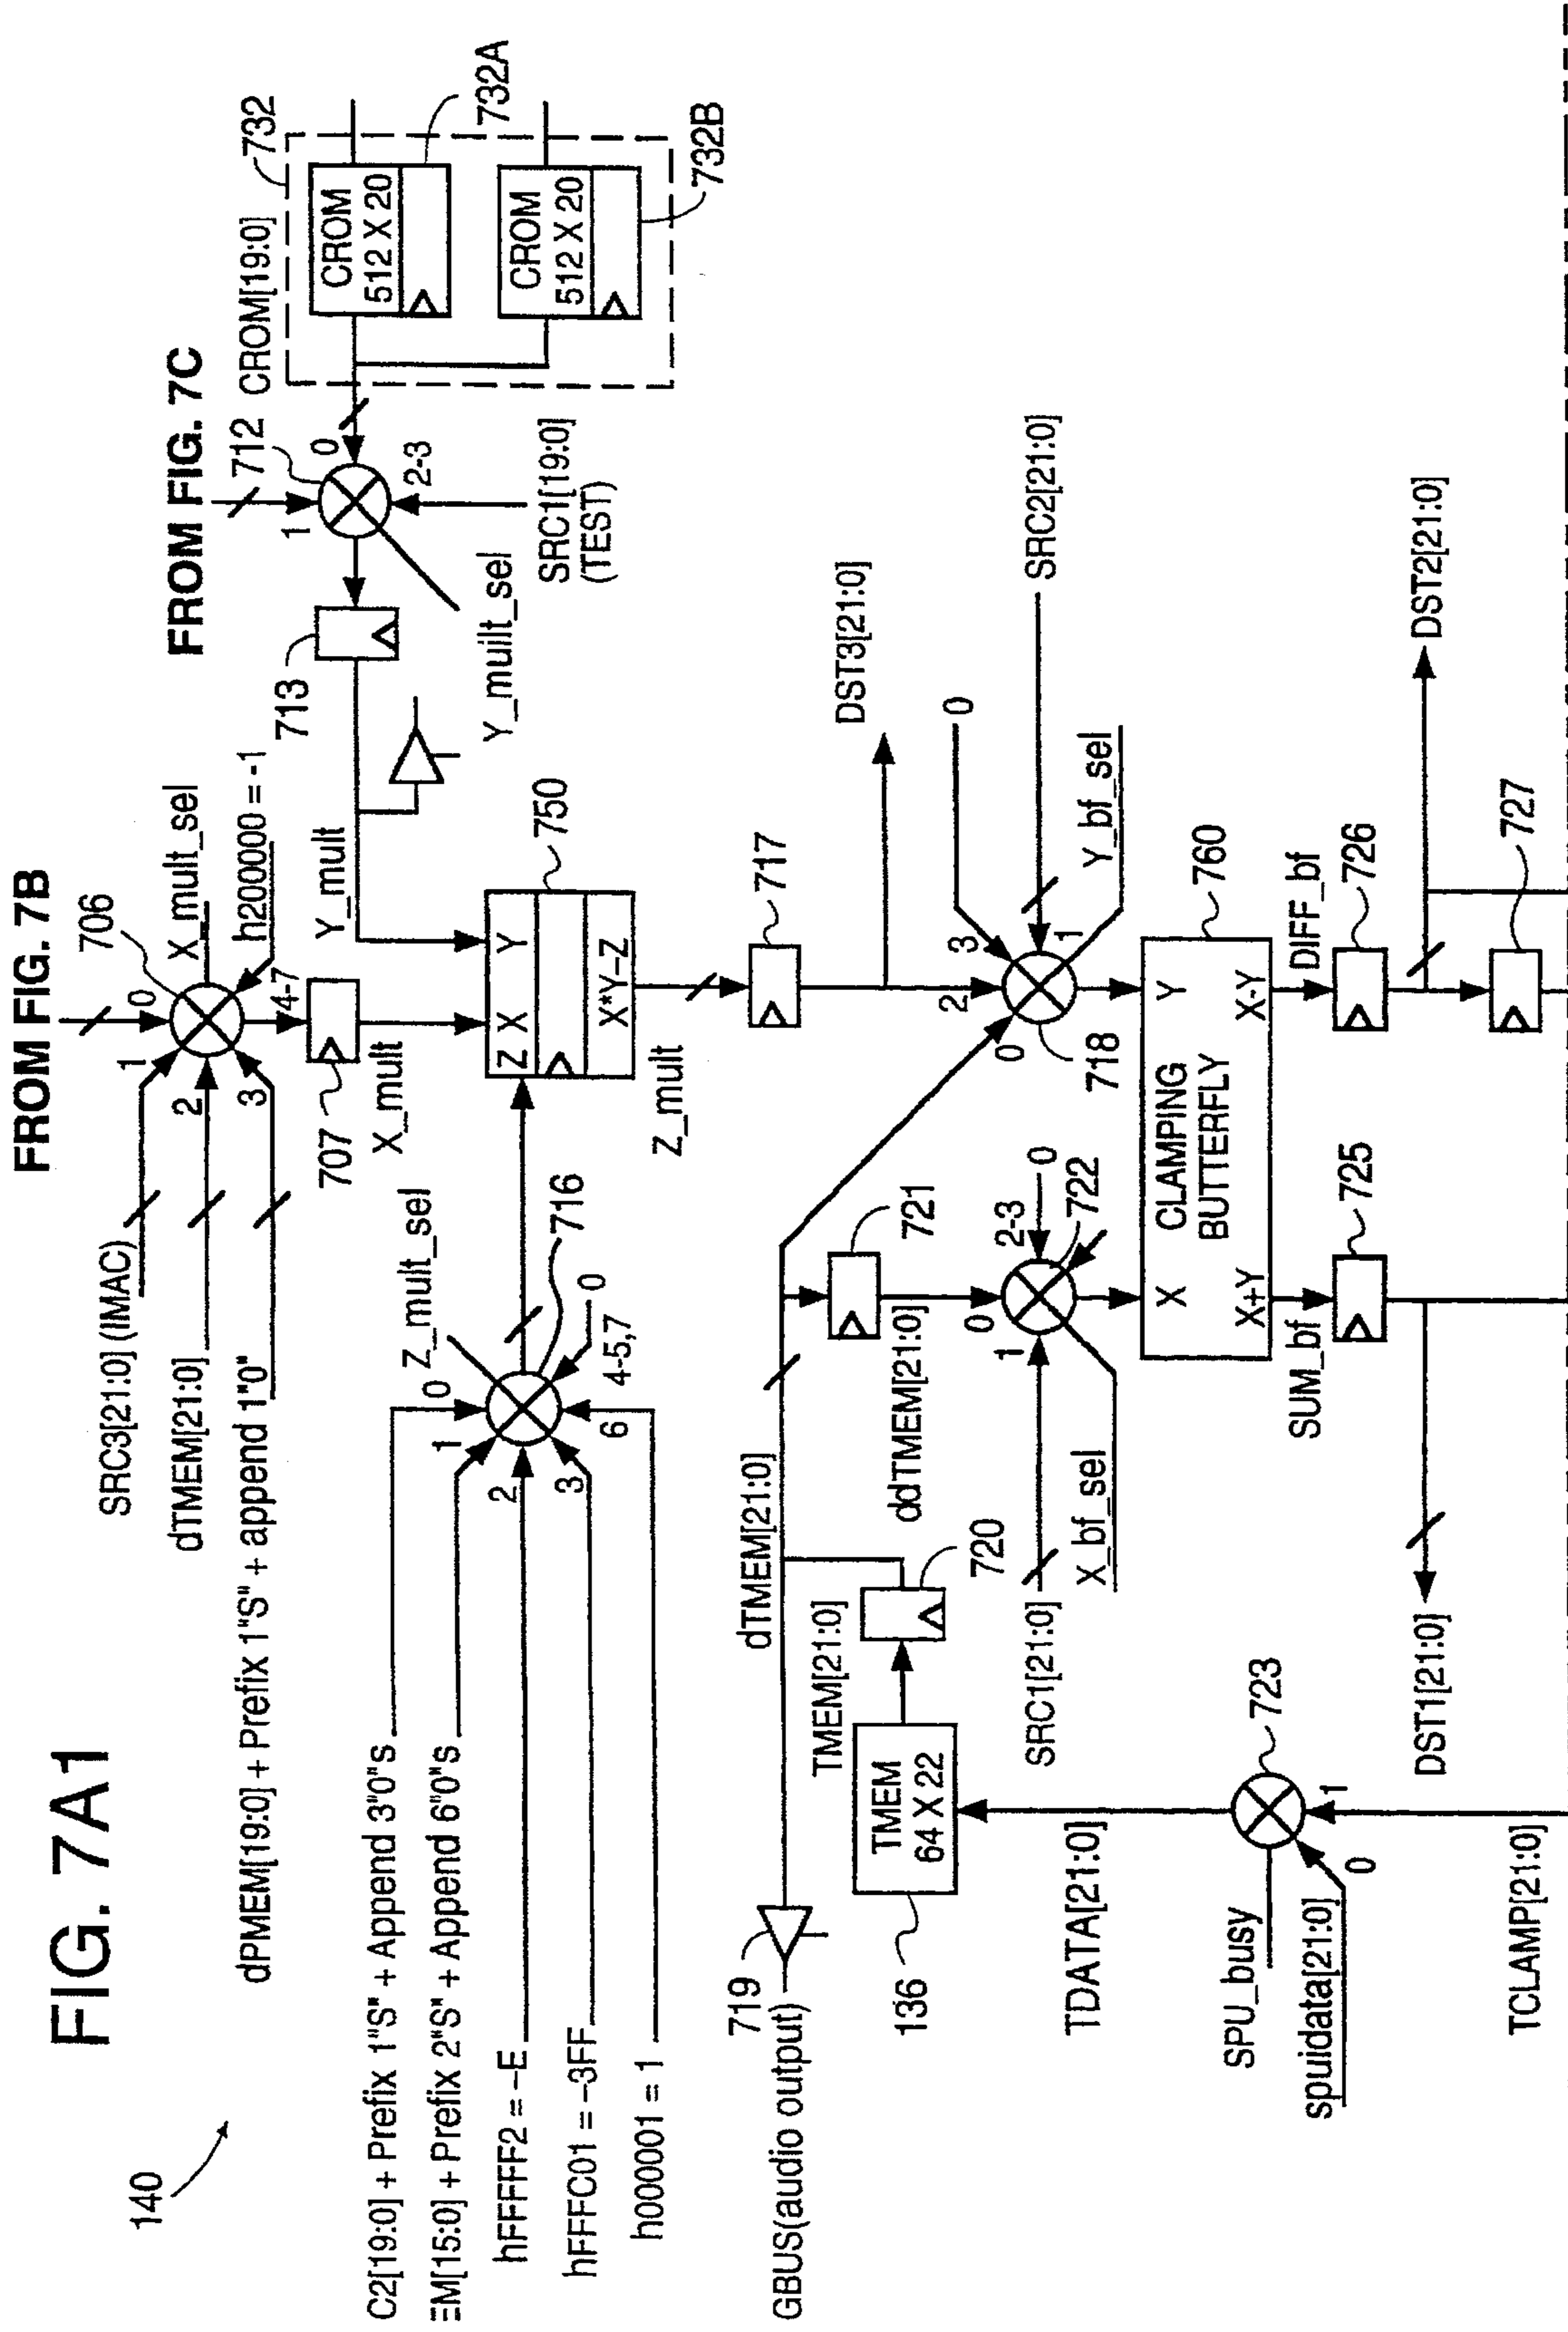 FIG. 7A1
140
FROM FIG. 7B
706
0
1
2
3
4-7
X_mult_sel
h200000 = -1
SRC3[21:0] (IMAC)
dTMEM[21:0]
dPMEM[19:0] + Prefix 1"S" + append 1"0"
707
X_mult
Y_mult
FROM FIG. 7C
712
1
0
2-3
CROM[19:0]
732
CROM
512 X 20
732A
CROM
512 X 20
732B
SRC1[19:0]
(TEST)
713
Y_muilt_sel
C2[19:0] + Prefix 1"S" + Append 3"0"s
EM[15:0] + Prefix 2"S" + Append 6"0"s
hFFFFF2 = –E
hFFFC01 = –3FF
h000001 = 1
Z_mult_sel
0
1
2
3
6
4-5,7
0
716
Z X Y
X*Y–Z
750
Z_mult
717
DST3[21:0]
719
GBUS(audio output)
dTMEM[21:0]
TMEM[21:0]
TMEM
64 X 22
136
720
721
ddTMEM[21:0]
0
1
2-3
0
722
SRC1[21:0]
X_bf_sel
0
2
3
1
0
718
SRC2[21:0]
Y_bf_sel
X
Y
CLAMPING
BUTTERFLY
X+Y
X-Y
760
SUM_bf
DIFF_bf
725
726
DST1[21:0]
DST2[21:0]
727
TDATA[21:0]
SPU_busy
723
spuidata[21:0]
0
1
TCLAMP[21:0]